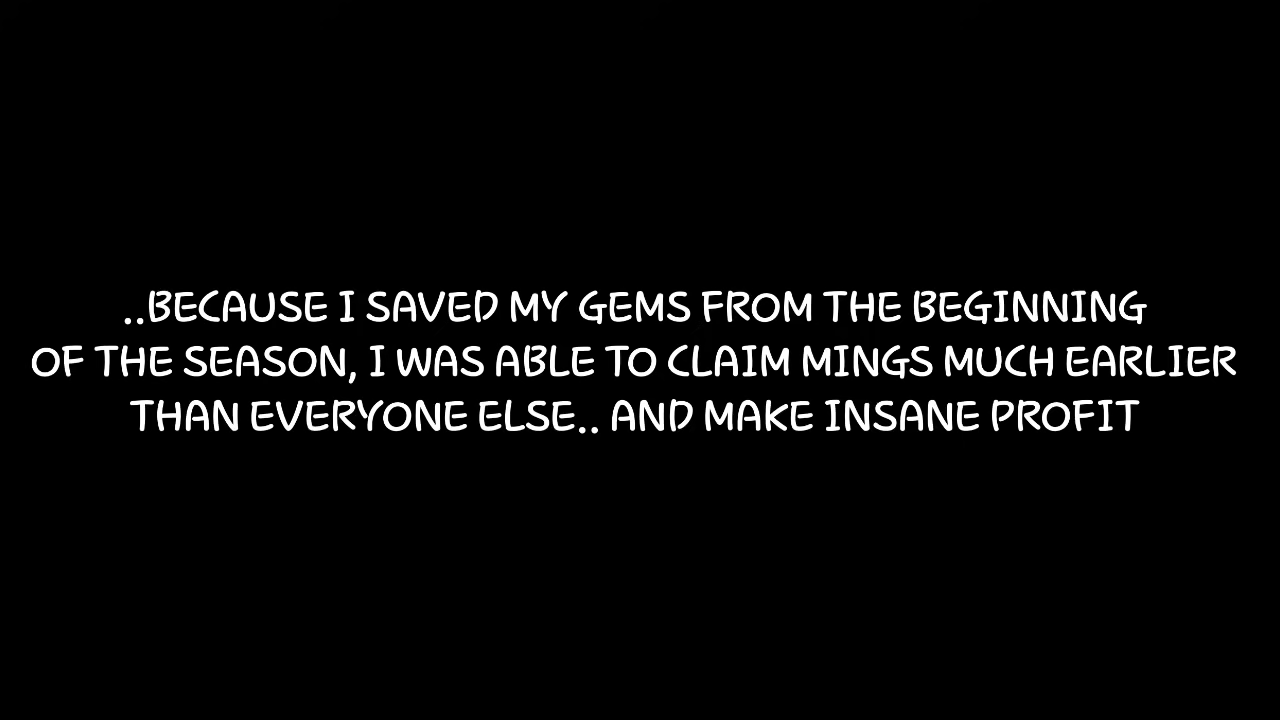 ..BECAUSE I SAVED MY GEMS FROM THE BEGINNING
OF THE SEASON, I WAS ABLE TO CLAIM MINGS MUCH EARLIER
THAN EVERYONE ELSE.. AND MAKE INSANE PROFIT